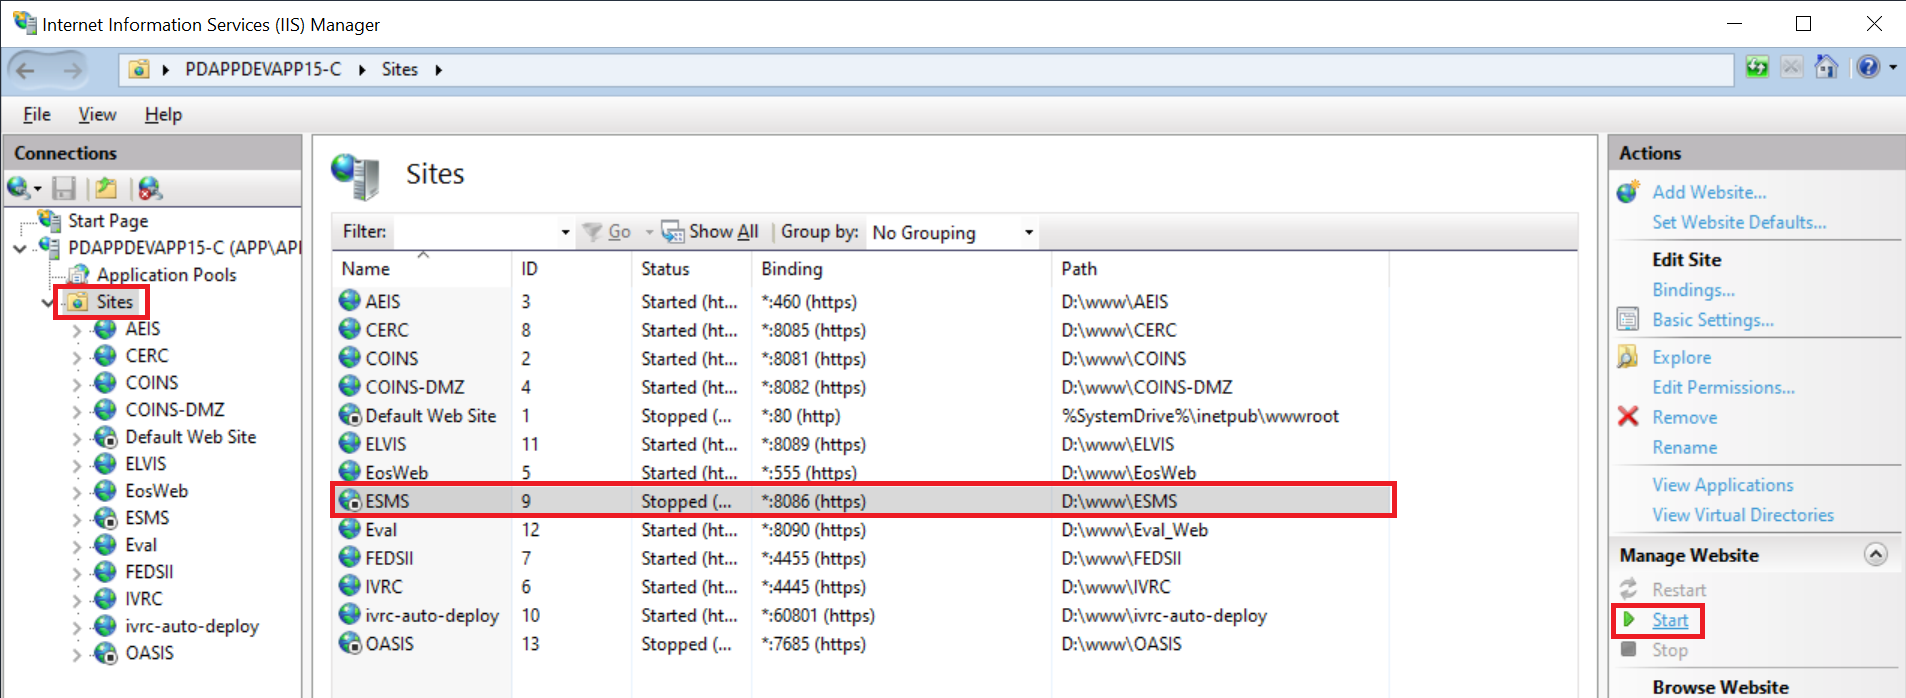 Internet Information Services (IIS) Manager
PDAPPDEVAPP15-C Sites
File View Help
Connections
Start Page
PDAPPDEVAPP15-C (APP\API
Application Pools
Sites
AEIS
CERC
COINS
COINS-DMZ
Default Web Site
ELVIS
EosWeb
ESMS
Eval
FEDSII
IVRC
ivrc-auto-deploy
OASIS
Sites
Filter: Go Show All Group by: No Grouping
Name ID Status Binding Path
AEIS 3 Started (ht... *:460 (https) D:\www\AEIS
CERC 8 Started (ht... *:8085 (https) D:\www\CERC
COINS 2 Started (ht... *:8081 (https) D:\www\COINS
COINS-DMZ 4 Started (ht... *:8082 (https) D:\www\COINS-DMZ
Default Web Site 1 Stopped (... *:80 (http) %SystemDrive%\inetpub\wwwroot
ELVIS 11 Started (ht... *:8089 (https) D:\www\ELVIS
EosWeb 5 Started (ht... *:555 (https) D:\www\EosWeb
ESMS 9 Stopped (... *:8086 (https) D:\www\ESMS
Eval 12 Started (ht... *:8090 (https) D:\www\Eval_Web
FEDSII 7 Started (ht... *:4455 (https) D:\www\FEDSII
IVRC 6 Started (ht... *:4445 (https) D:\www\IVRC
ivrc-auto-deploy 10 Started (ht... *:60801 (https) D:\www\ivrc-auto-deploy
OASIS 13 Stopped (... *:7685 (https) D:\www\OASIS
Actions
Add Website...
Set Website Defaults...
Edit Site
Bindings...
Basic Settings...
Explore
Edit Permissions...
Remove
Rename
View Applications
View Virtual Directories
Manage Website
Restart
Start
Stop
Browse Website